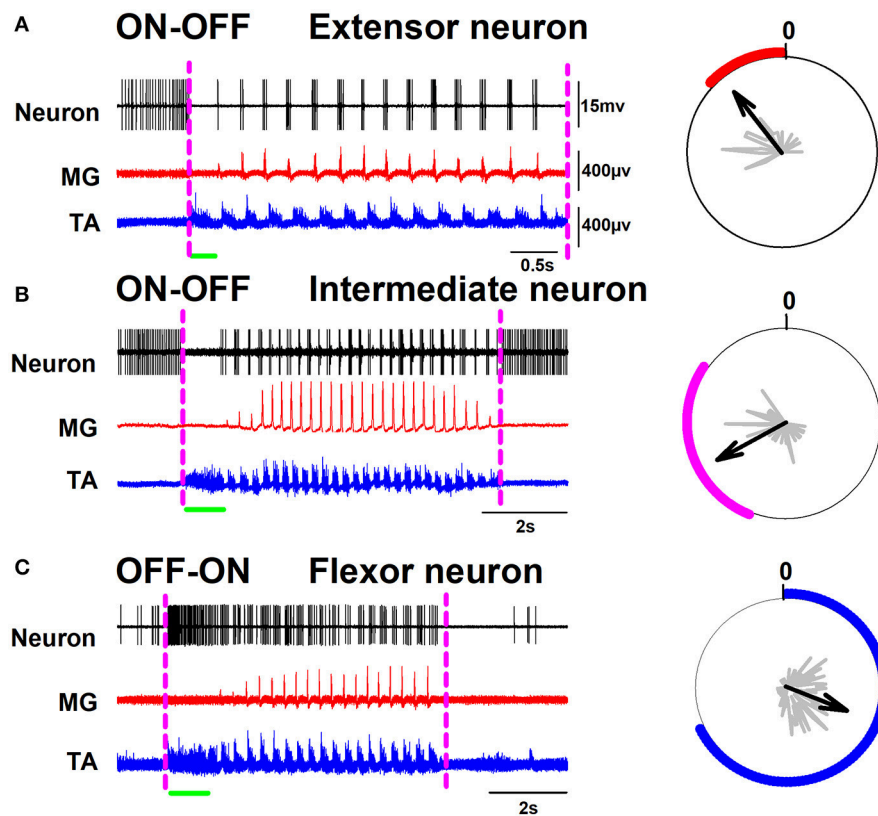 A
ON-OFF Extensor neuron
0
Neuron
15mv
MG
400μv
TA
400μv
0.5s
B
ON-OFF Intermediate neuron
0
Neuron
MG
TA
2s
C
OFF-ON Flexor neuron
0
Neuron
MG
TA
2s